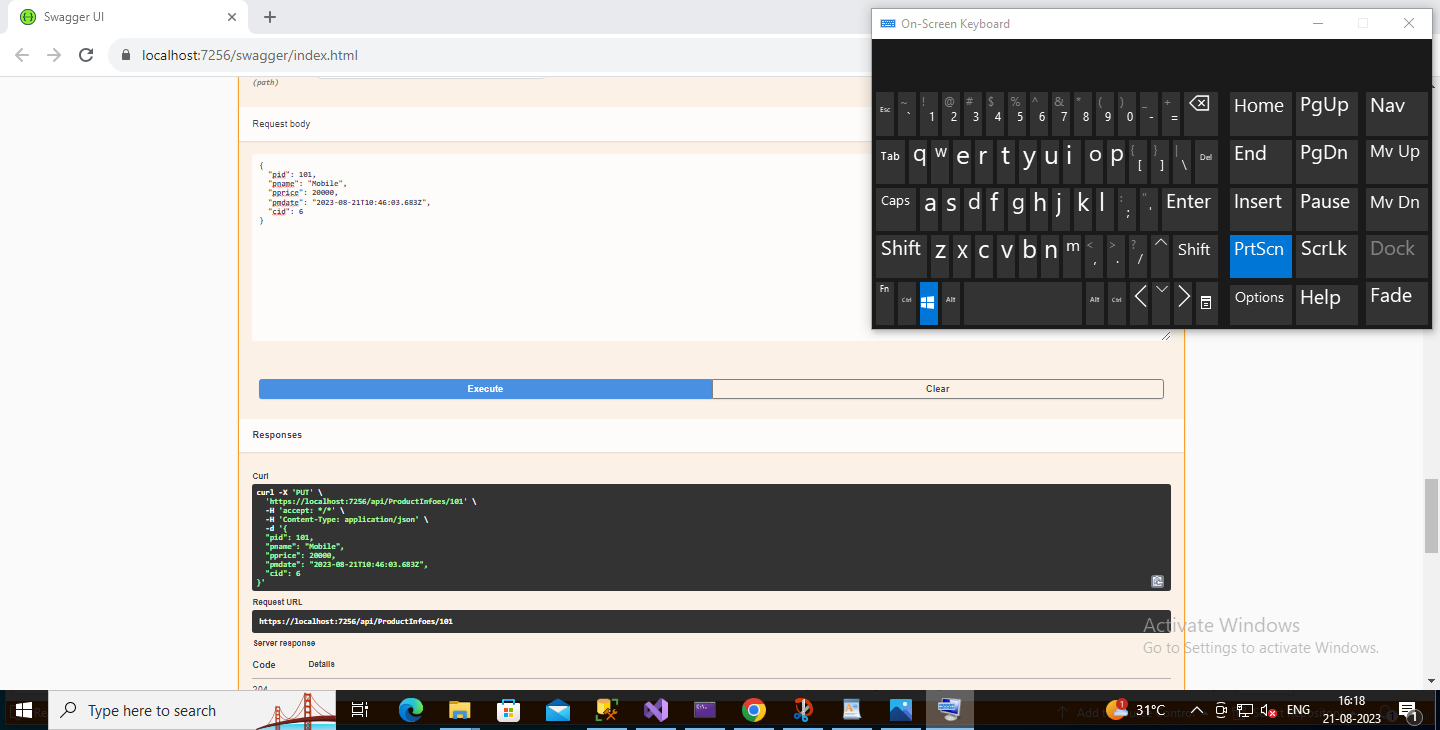 Swagger UI
On-Screen Keyboard
localhost:7256/swagger/index.html
(path)
Request body
{
"pid": 101,
"pname": "Mobile",
"pprice": 20000,
"pmdate": "2023-08-21T10:46:03.683Z",
"cid": 6
}
Esc ~ ` ! 1 @ 2 # 3 $ 4 % 5 ^ 6 & 7 * 8 ( 9 ) 0 _ - + = Home PgUp Nav
Tab q w e r t y u i o p { [ } ] | \ Del End PgDn Mv Up
Caps a s d f g h j k l : ; " ' Enter Insert Pause Mv Dn
Shift z x c v b n m < , > . ? / Shift PrtScn ScrLk Dock
Fn Ctrl Alt Alt Ctrl Options Help Fade
Execute Clear
Responses
Curl
curl -X 'PUT' \
'https://localhost:7256/api/ProductInfoes/101' \
-H 'accept: */*' \
-H 'Content-Type: application/json' \
-d '{
"pid": 101,
"pname": "Mobile",
"pprice": 20000,
"pmdate": "2023-08-21T10:46:03.683Z",
"cid": 6
}'
Request URL
https://localhost:7256/api/ProductInfoes/101
Server response
Code Details
204
Activate Windows
Go to Settings to activate Windows.
Type here to search
1 31°C ENG 16:18
21-08-2023 1